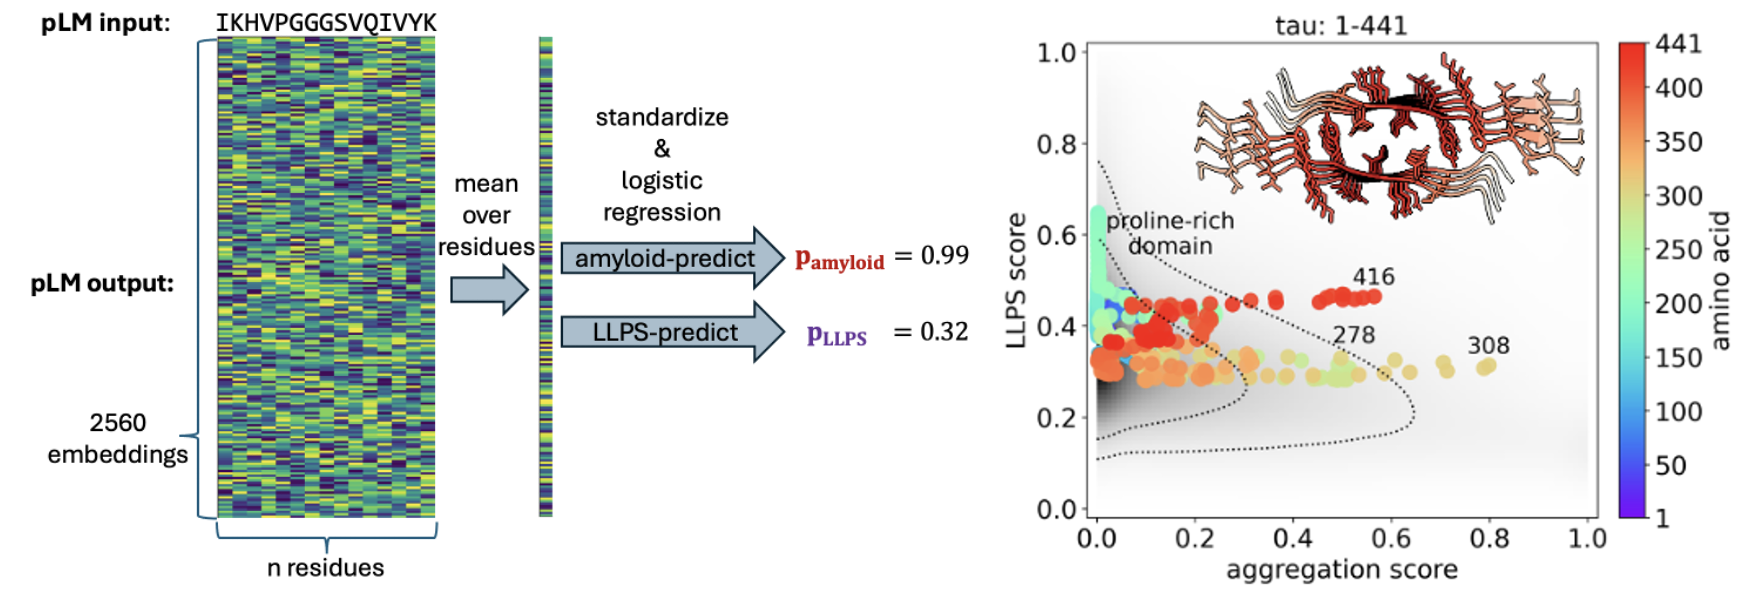 pLM input:
IKHVPGGGSVQIVYK
pLM output:
2560
embeddings
n residues
mean
over
residues
standardize
&
logistic
regression
amyloid-predict
p_amyloid = 0.99
LLPS-predict
p_LLPS = 0.32
tau: 1-441
LLPS score
1.0
0.8
0.6
0.4
0.2
0.0
proline-rich
domain
416
278
308
0.0 0.2 0.4 0.6 0.8 1.0
aggregation score
441
400
350
300
250
200
150
100
50
1
amino acid